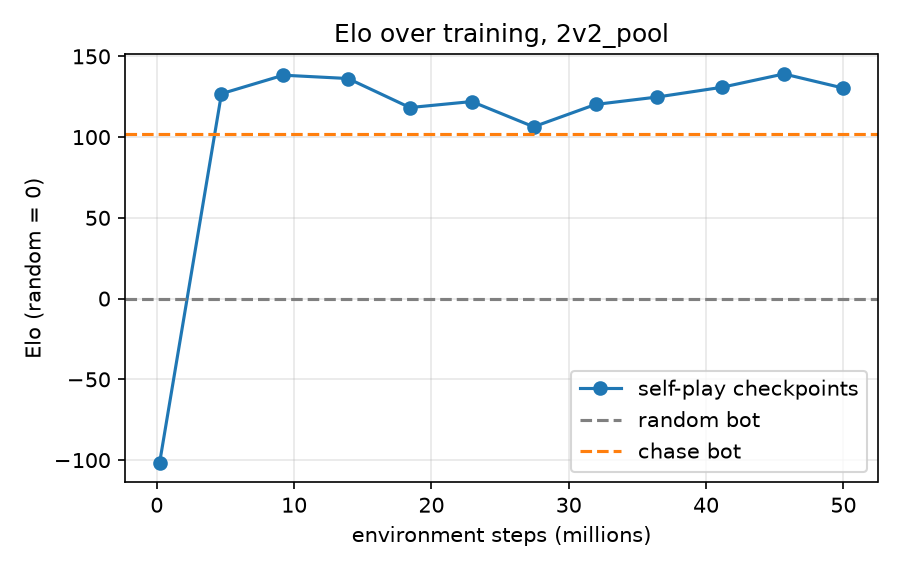 Elo over training, 2v2_pool
Elo (random = 0)
150
100
50
0
−50
−100
0 10 20 30 40 50
environment steps (millions)
self-play checkpoints
random bot
chase bot